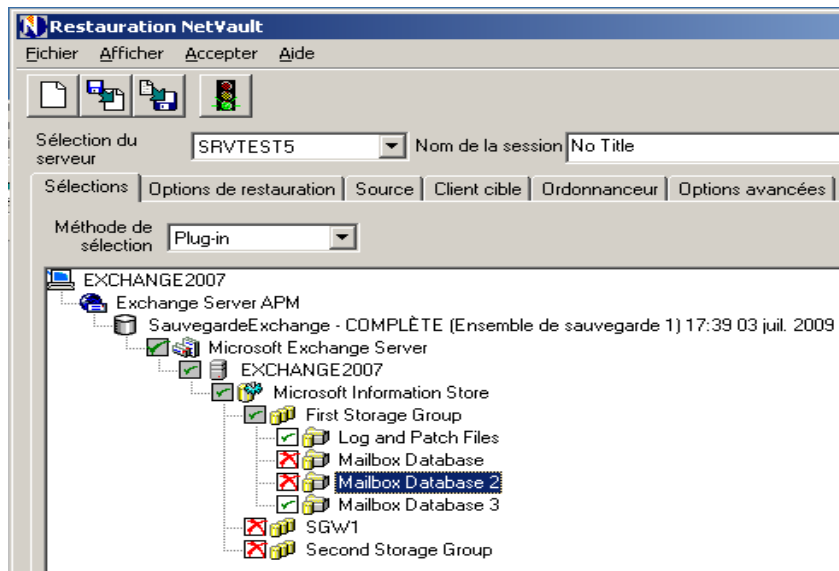 Restauration NetVault
Fichier Afficher Accepter Aide
Sélection du serveur SRVTEST5 Nom de la session No Title
Sélections Options de restauration Source Client cible Ordonnanceur Options avancées
Méthode de sélection Plug-in
EXCHANGE2007
Exchange Server APM
SauvegardeExchange - COMPLÈTE (Ensemble de sauvegarde 1) 17:39 03 juil. 2009
Microsoft Exchange Server
EXCHANGE2007
Microsoft Information Store
First Storage Group
Log and Patch Files
Mailbox Database
Mailbox Database 2
Mailbox Database 3
SGW1
Second Storage Group